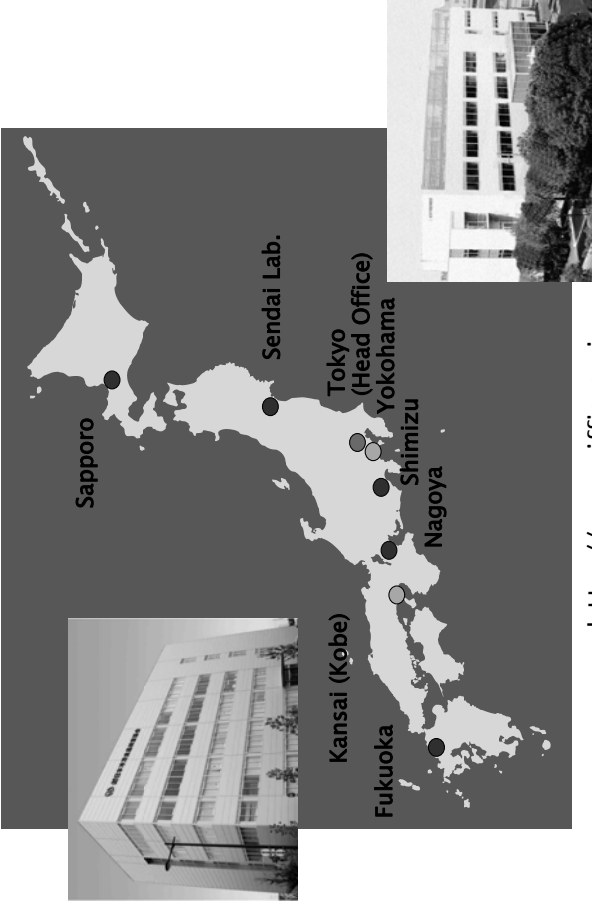 Sapporo
Sendai Lab.
Tokyo
(Head Office)
Yokohama
Shimizu
Nagoya
Kansai (Kobe)
Fukuoka